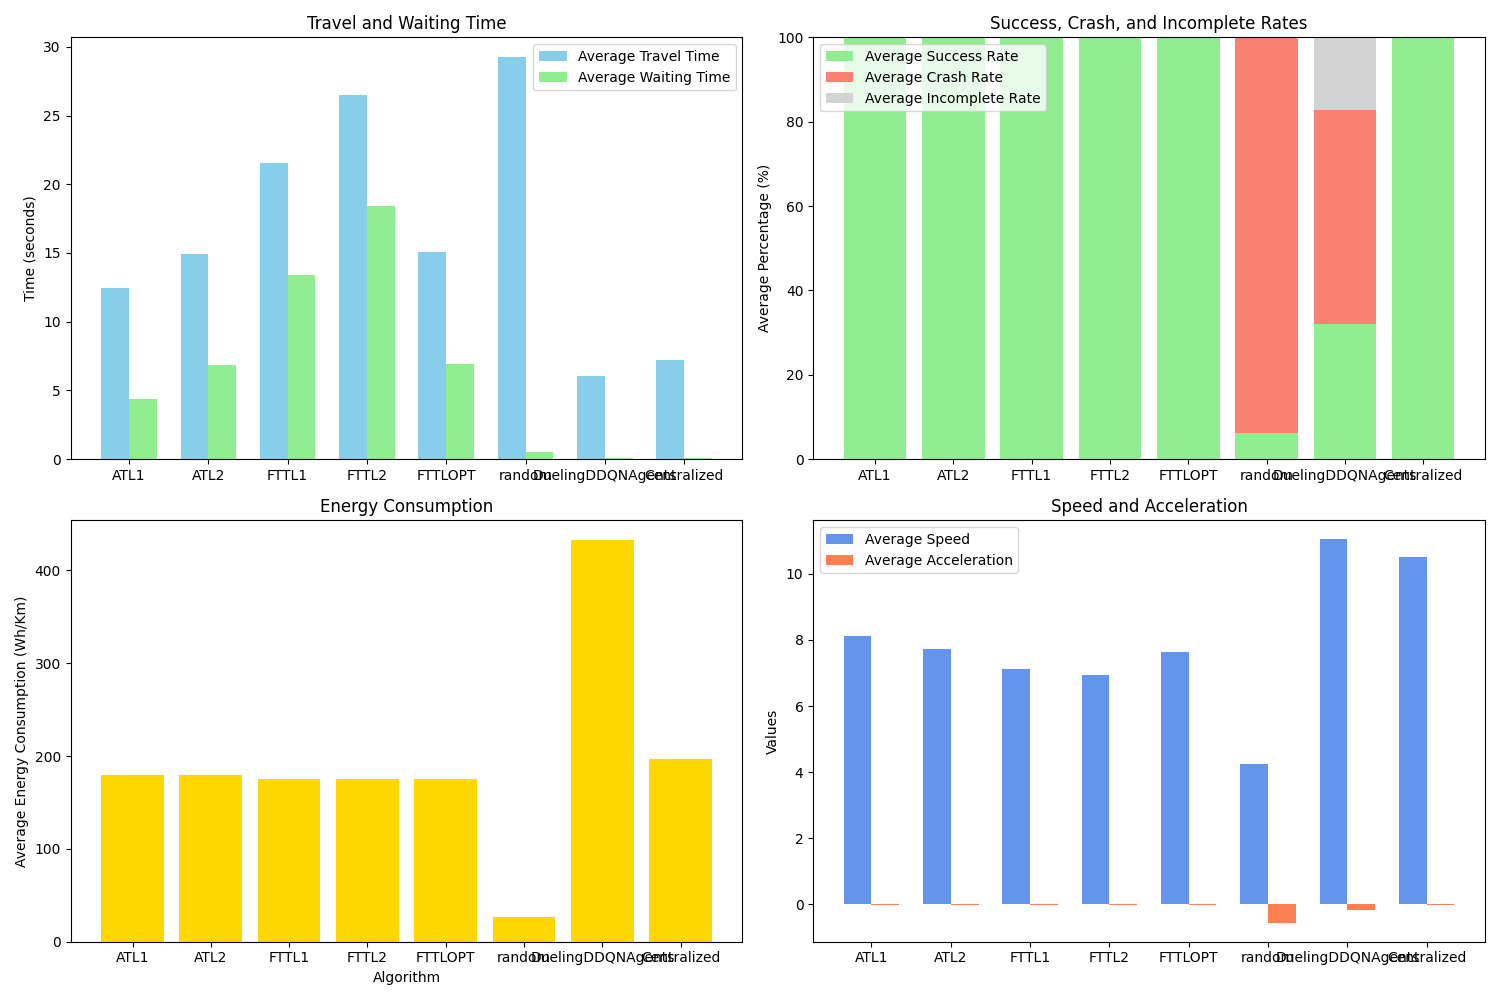 Travel and Waiting Time
Average Travel Time
Average Waiting Time
Time (seconds)
30
25
20
15
10
5
0
ATL1 ATL2 FTTL1 FTTL2 FTTLOPT random DuelingDDQNAgents Centralized
Success, Crash, and Incomplete Rates
Average Success Rate
Average Crash Rate
Average Incomplete Rate
Average Percentage (%)
100
80
60
40
20
0
ATL1 ATL2 FTTL1 FTTL2 FTTLOPT random DuelingDDQNAgents Centralized
Energy Consumption
Average Energy Consumption (Wh/Km)
400
300
200
100
0
ATL1 ATL2 FTTL1 FTTL2 FTTLOPT random DuelingDDQNAgents Centralized
Algorithm
Speed and Acceleration
Average Speed
Average Acceleration
Values
10
8
6
4
2
0
ATL1 ATL2 FTTL1 FTTL2 FTTLOPT random DuelingDDQNAgents Centralized